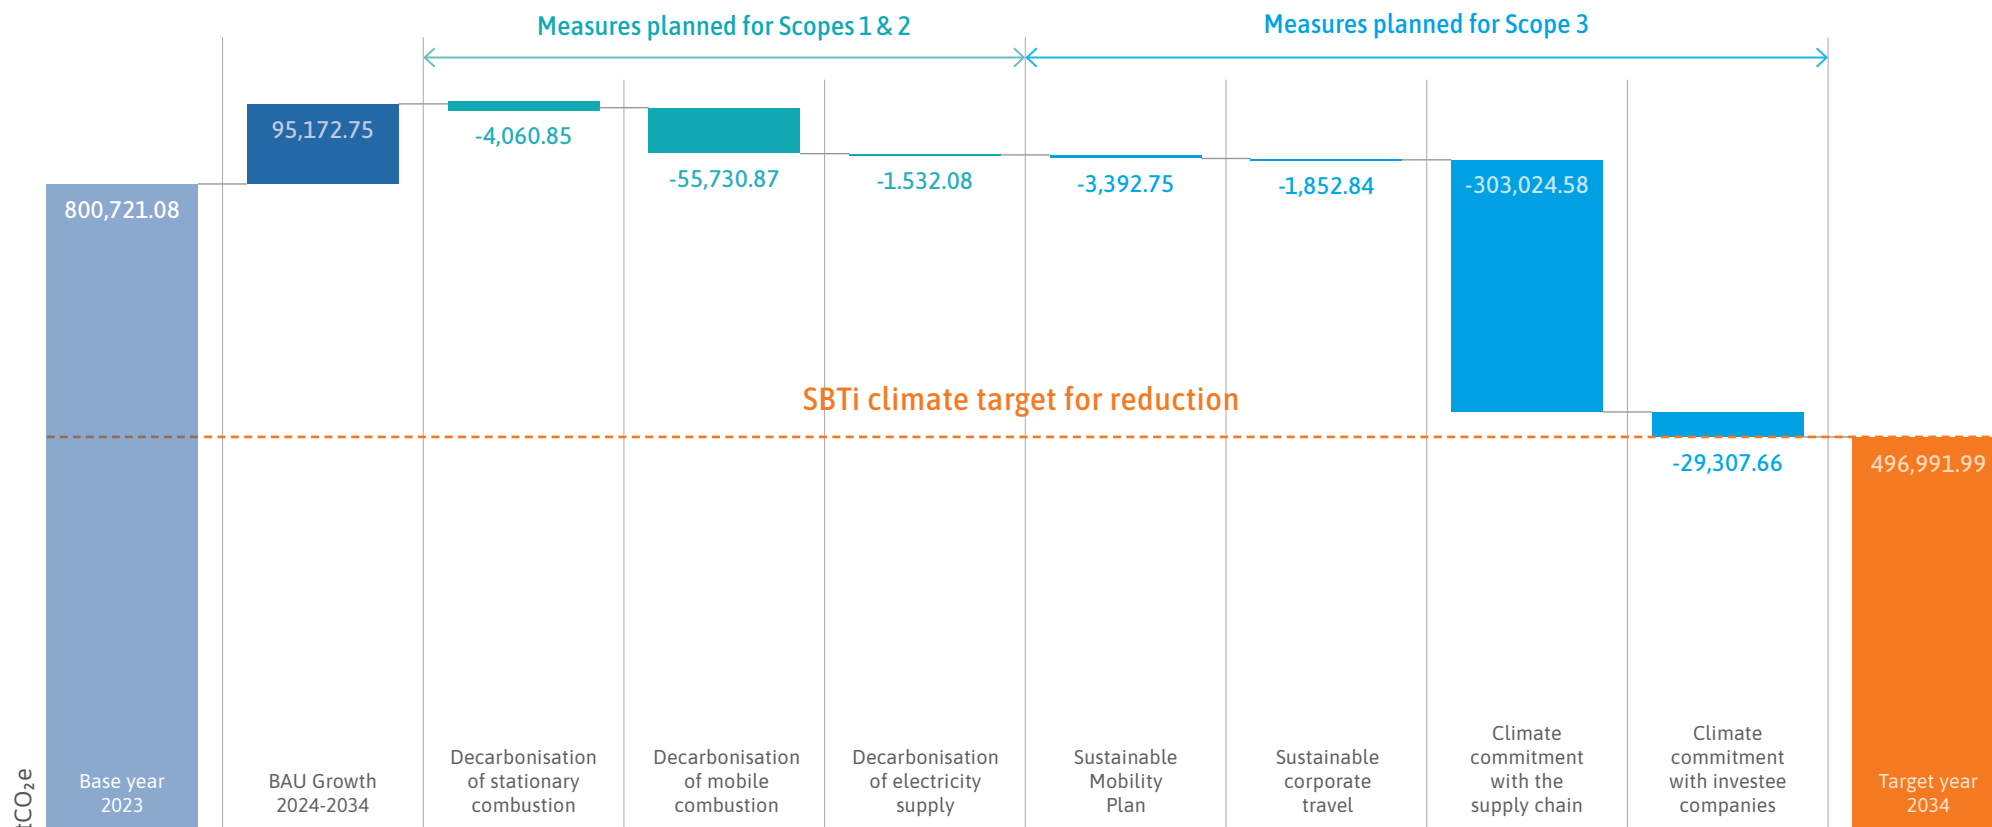 Measures planned for Scopes 1 & 2
Measures planned for Scope 3
800,721.08
95,172.75
-4,060.85
-55,730.87
-1.532.08
-3,392.75
-1,852.84
-303,024.58
SBTi climate target for reduction
-29,307.66
496,991.99
tCO₂e
Base year
2023
BAU Growth
2024-2034
Decarbonisation
of stationary
combustion
Decarbonisation
of mobile
combustion
Decarbonisation
of electricity
supply
Sustainable
Mobility
Plan
Sustainable
corporate
travel
Climate
commitment
with the
supply chain
Climate
commitment
with investee
companies
Target year
2034